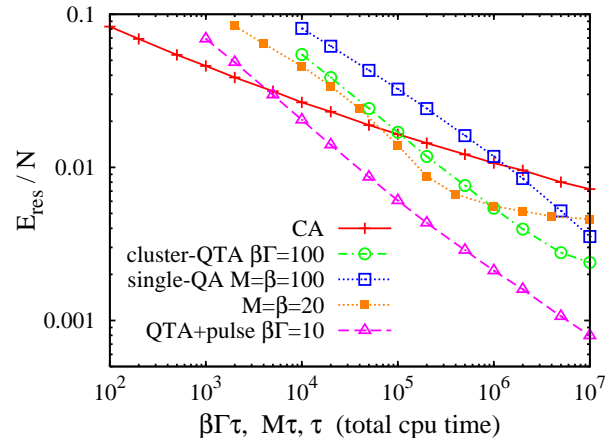 0.1
0.01
0.001
E_res / N
CA
cluster-QTA βΓ=100
single-QA M=β=100
M=β=20
QTA+pulse βΓ=10
10^2 10^3 10^4 10^5 10^6 10^7
βΓτ, Mτ, τ (total cpu time)